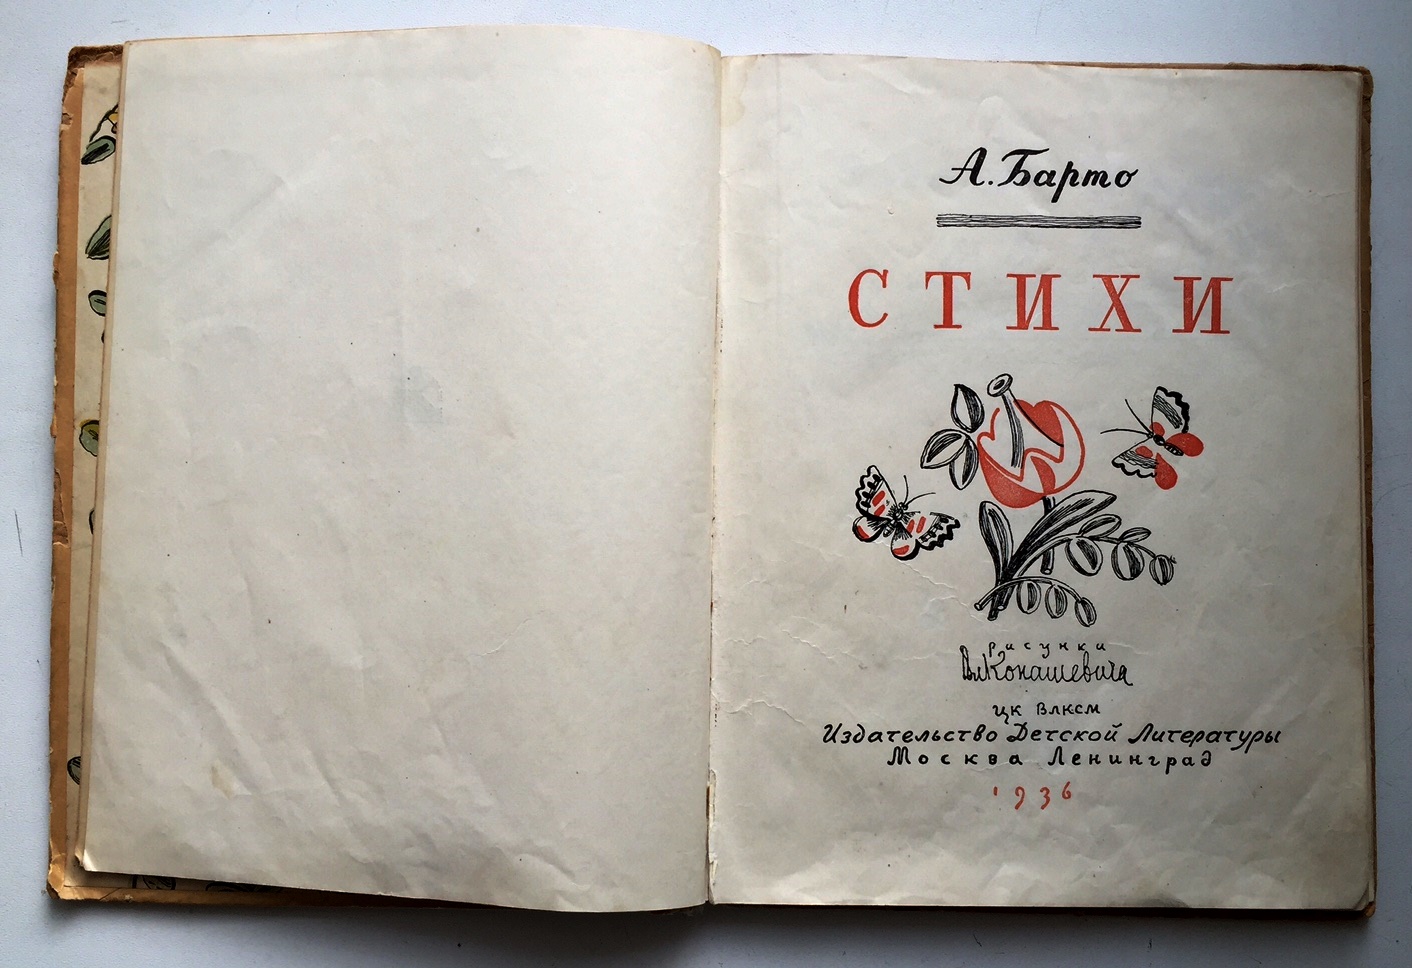 А. Барто
СТИХИ
рисунки
Вл. Конашевича
ЦК ВЛКСМ
Издательство Детской Литературы
Москва Ленинград
1936